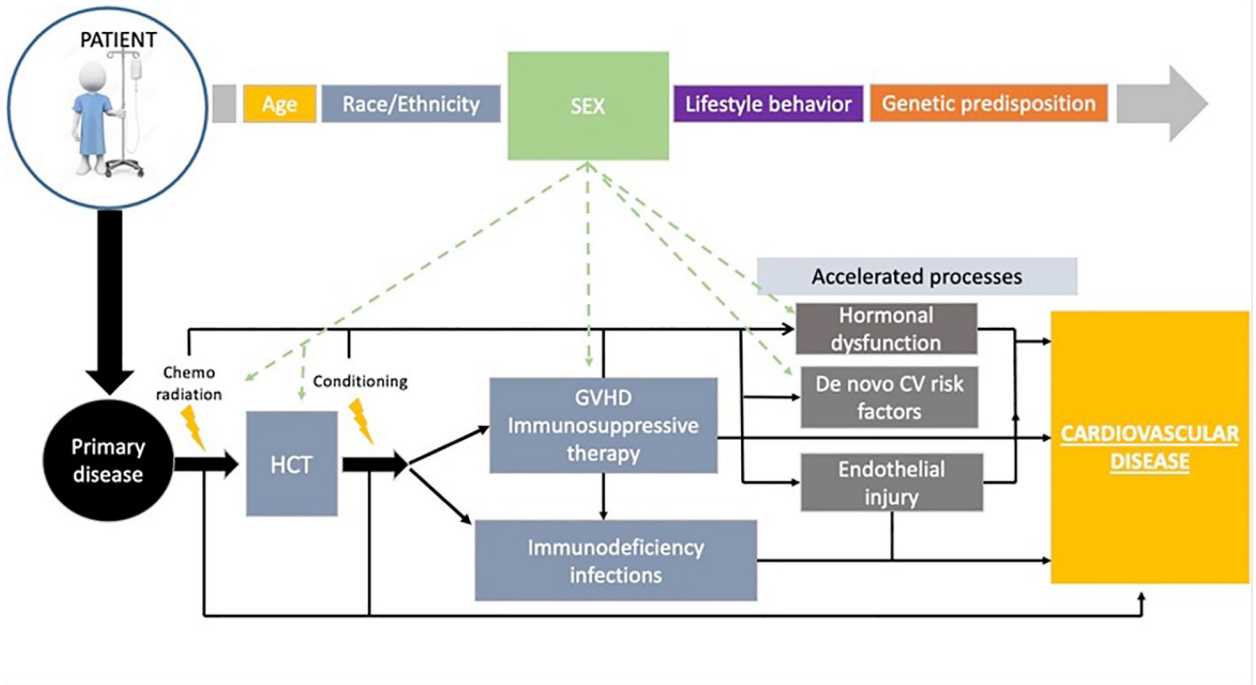 PATIENT
Age
Race/Ethnicity
SEX
Lifestyle behavior
Genetic predisposition
Accelerated processes
Hormonal
dysfunction
Chemo
radiation
Conditioning
De novo CV risk
factors
GVHD
Immunosuppressive
therapy
Primary
disease
HCT
CARDIOVASCULAR
DISEASE
Endothelial
injury
Immunodeficiency
infections